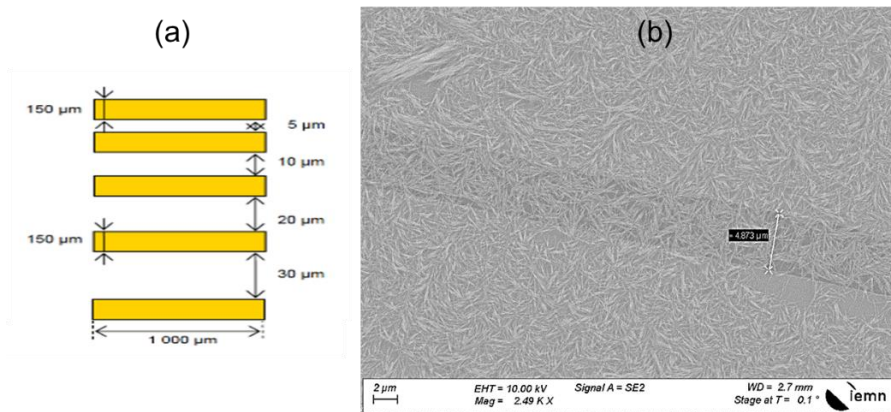 (a)
150 µm
5 µm
10 µm
20 µm
150 µm
30 µm
1 000 µm
(b)
= 4.873 µm
2 µm
EHT = 10.00 kV
Signal A = SE2
WD = 2.7 mm
Mag = 2.49 K X
Stage at T = 0.1 °
iemn